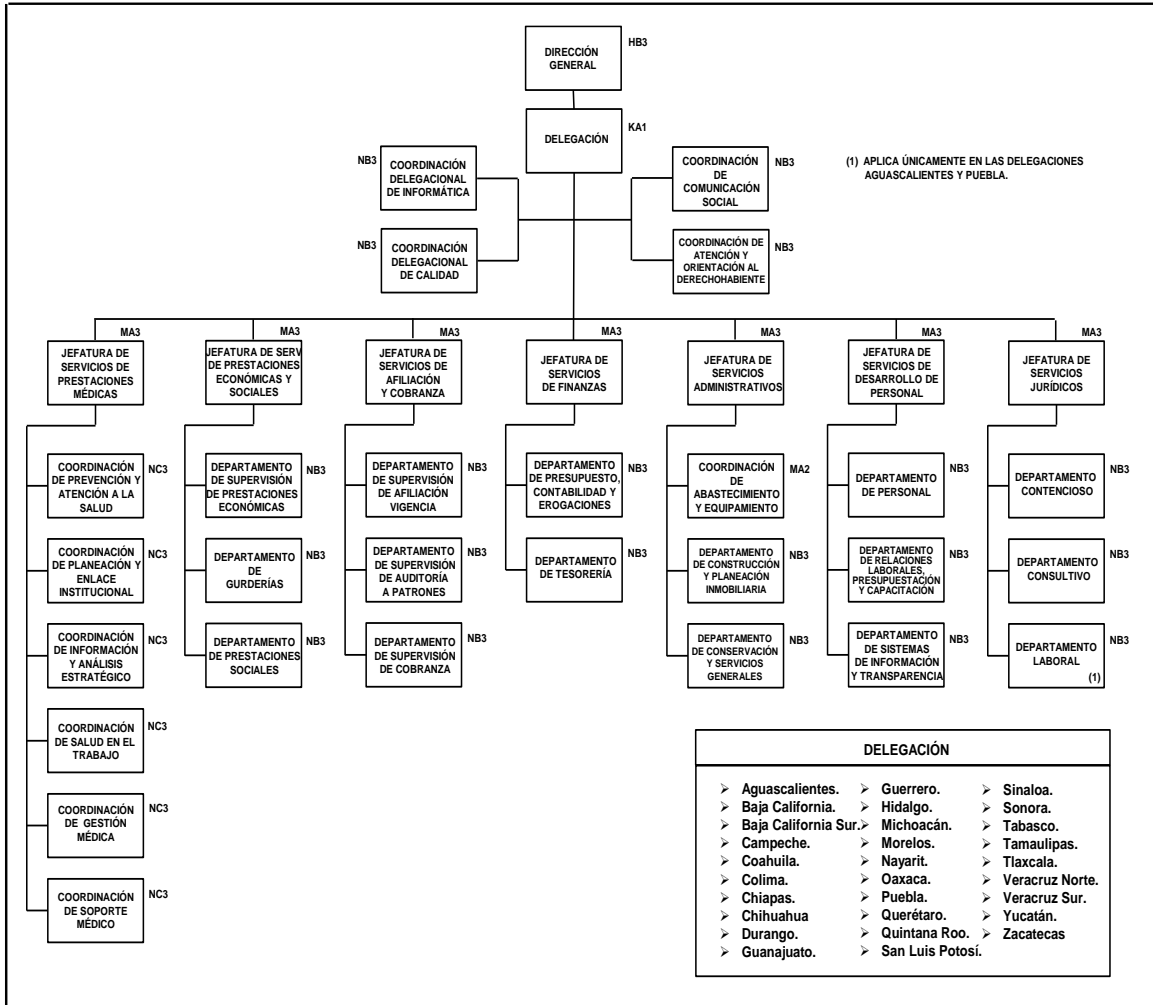 HB3
DIRECCIÓN
GENERAL
KA1
DELEGACIÓN
NB3
COORDINACIÓN
DELEGACIONAL
DE INFORMÁTICA
NB3
COORDINACIÓN
DE
COMUNICACIÓN
SOCIAL
(1) APLICA ÚNICAMENTE EN LAS DELEGACIONES
AGUASCALIENTES Y PUEBLA.
NB3
COORDINACIÓN
DELEGACIONAL
DE CALIDAD
NB3
COORDINACIÓN DE
ATENCIÓN Y
ORIENTACIÓN AL
DERECHOHABIENTE
MA3
JEFATURA DE
SERVICIOS DE
PRESTACIONES
MÉDICAS
MA3
JEFATURA DE SERV
DE PRESTACIONES
ECONÓMICAS Y
SOCIALES
MA3
JEFATURA DE
SERVICIOS DE
AFILIACIÓN
Y COBRANZA
MA3
JEFATURA DE
SERVICIOS
DE FINANZAS
MA3
JEFATURA DE
SERVICIOS
ADMINISTRATIVOS
MA3
JEFATURA DE
SERVICIOS DE
DESARROLLO DE
PERSONAL
MA3
JEFATURA DE
SERVICIOS
JURÍDICOS
NC3
COORDINACIÓN
DE PREVENCIÓN Y
ATENCIÓN A LA
SALUD
NB3
DEPARTAMENTO
DE SUPERVISIÓN
DE PRESTACIONES
ECONÓMICAS
NB3
DEPARTAMENTO
DE SUPERVISIÓN
DE AFILIACIÓN
VIGENCIA
NB3
DEPARTAMENTO
DE PRESUPUESTO,
CONTABILIDAD Y
EROGACIONES
MA2
COORDINACIÓN
DE
ABASTECIMIENTO
Y EQUIPAMIENTO
NB3
DEPARTAMENTO
DE PERSONAL
NB3
DEPARTAMENTO
CONTENCIOSO
NC3
COORDINACIÓN
DE PLANEACIÓN Y
ENLACE
INSTITUCIONAL
NB3
DEPARTAMENTO
DE
GURDERÍAS
NB3
DEPARTAMENTO
DE SUPERVISIÓN
DE AUDITORÍA
A PATRONES
NB3
DEPARTAMENTO
DE TESORERÍA
NB3
DEPARTAMENTO
DE CONSTRUCCIÓN
Y PLANEACIÓN
INMOBILIARIA
NB3
DEPARTAMENTO
DE RELACIONES
LABORALES,
PRESUPUESTACIÓN
Y CAPACITACIÓN
NB3
DEPARTAMENTO
CONSULTIVO
NC3
COORDINACIÓN
DE INFORMACIÓN
Y ANÁLISIS
ESTRATÉGICO
NB3
DEPARTAMENTO
DE PRESTACIONES
SOCIALES
NB3
DEPARTAMENTO
DE SUPERVISIÓN
DE COBRANZA
NB3
DEPARTAMENTO
DE CONSERVACIÓN
Y SERVICIOS
GENERALES
NB3
DEPARTAMENTO
DE SISTEMAS
DE INFORMACIÓN
Y TRANSPARENCIA
NB3
DEPARTAMENTO
LABORAL
(1)
NC3
COORDINACIÓN
DE SALUD EN EL
TRABAJO
NC3
COORDINACIÓN
DE GESTIÓN
MÉDICA
NC3
COORDINACIÓN
DE SOPORTE
MÉDICO
DELEGACIÓN
Aguascalientes.
Baja California.
Baja California Sur.
Campeche.
Coahuila.
Colima.
Chiapas.
Chihuahua
Durango.
Guanajuato.
Guerrero.
Hidalgo.
Michoacán.
Morelos.
Nayarit.
Oaxaca.
Puebla.
Querétaro.
Quintana Roo.
San Luis Potosí.
Sinaloa.
Sonora.
Tabasco.
Tamaulipas.
Tlaxcala.
Veracruz Norte.
Veracruz Sur.
Yucatán.
Zacatecas